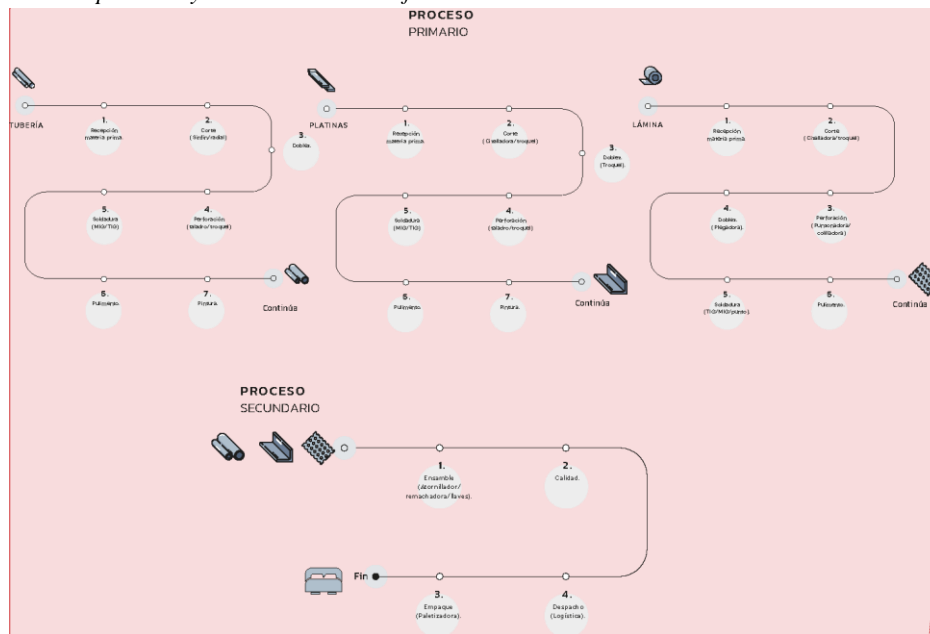 PROCESO
PRIMARIO
TUBERÍA
1.
Recepción
materia prima.
2.
Corte
(Sinfín/radial)
3.
Doblez.
4.
Perforación
(taladro/troquel)
5.
Soldadura
(MIG/TIG)
6.
Pulimento.
7.
Pintura.
Continúa
PLATINAS
1.
Recepción
materia prima.
2.
Corte
(Cizalladora/troquel)
3.
Doblez.
(Troquel).
4.
Perforación
(taladro/troquel)
5.
Soldadura
(MIG/TIG)
6.
Pulimento.
7.
Pintura.
Continúa
LÁMINA
1.
Recepción
materia prima
2.
Corte
(Cizalladora/troquel)
3.
Perforación
(Punzonadora/
4.
Doblez.
(Plegadora).
5.
Soldadura
(TIG/MIG/punto).
6.
Pulimento.
Continúa
PROCESO
SECUNDARIO
1.
Ensamble
(Atornillador/
remachadora/llaves).
2.
Calidad.
Fin
3.
Empaque
(Paletizadora).
4.
Despacho
(Logística).